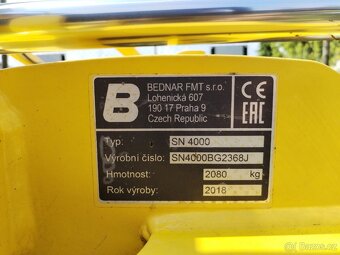 B
BEDNAR FMT s.r.o.
Lohenická 607
190 17 Praha 9
Czech Republic
CE
EAC
Typ: SN 4000
Výrobní číslo: SN4000BG2368J
Hmotnost: 2080 kg
Rok výroby: 2018
sbazos.cz